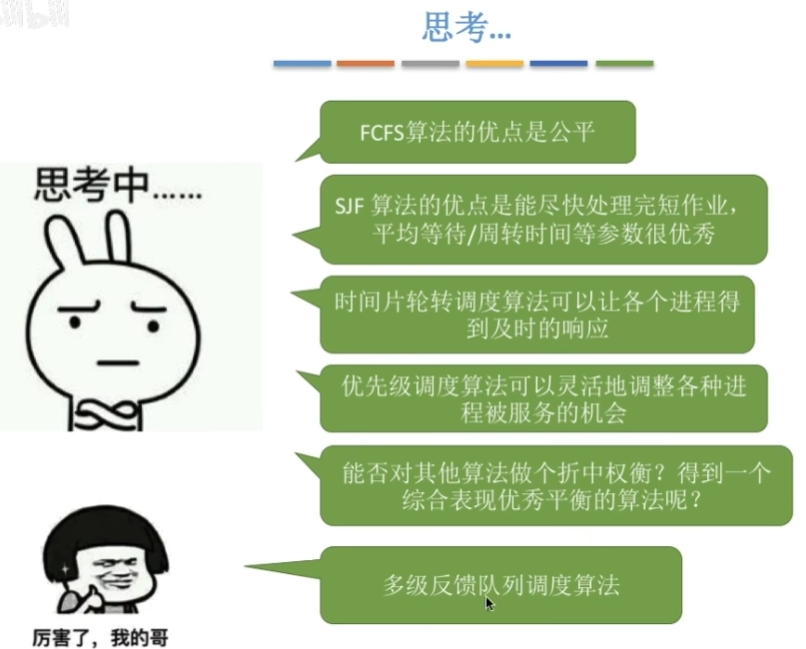 思考...
FCFS算法的优点是公平
思考中......
SJF 算法的优点是能尽快处理完短作业，
平均等待/周转时间等参数很优秀
时间片轮转调度算法可以让各个进程得
到及时的响应
优先级调度算法可以灵活地调整各种进
程被服务的机会
能否对其他算法做个折中权衡？得到一个
综合表现优秀平衡的算法呢？
多级反馈队列调度算法
厉害了，我的哥